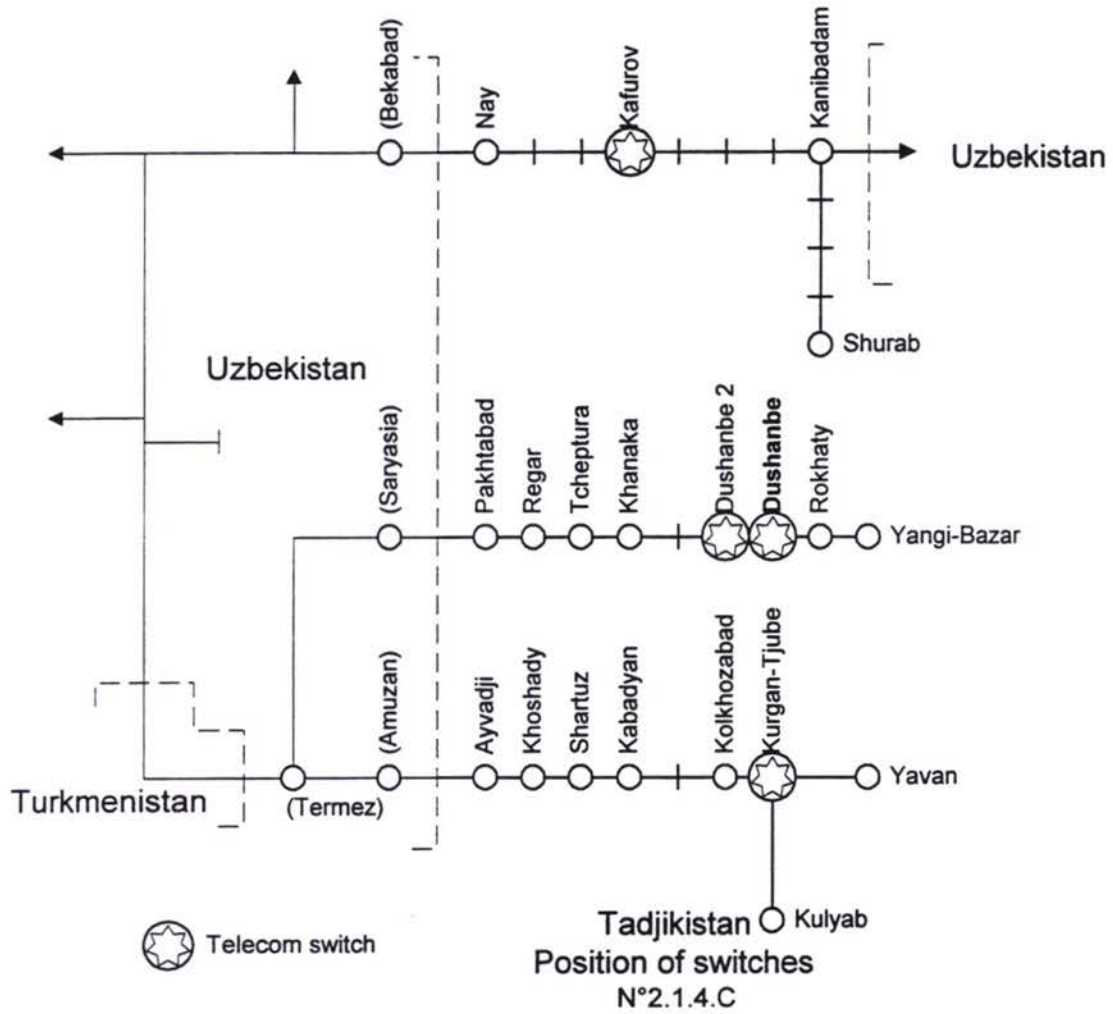 (Bekabad)
Nay
Kafurov
Kanibadam
Uzbekistan
Shurab
Uzbekistan
(Saryasia)
Pakhtabad
Regar
Tcheptura
Khanaka
Dushanbe 2
Dushanbe
Rokhaty
Yangi-Bazar
(Amuzan)
Ayvadji
Khoshady
Shartuz
Kabadyan
Kolkhozabad
Kurgan-Tjube
Yavan
Turkmenistan
(Termez)
Kulyab
Telecom switch
Tadjikistan
Position of switches
N°2.1.4.C